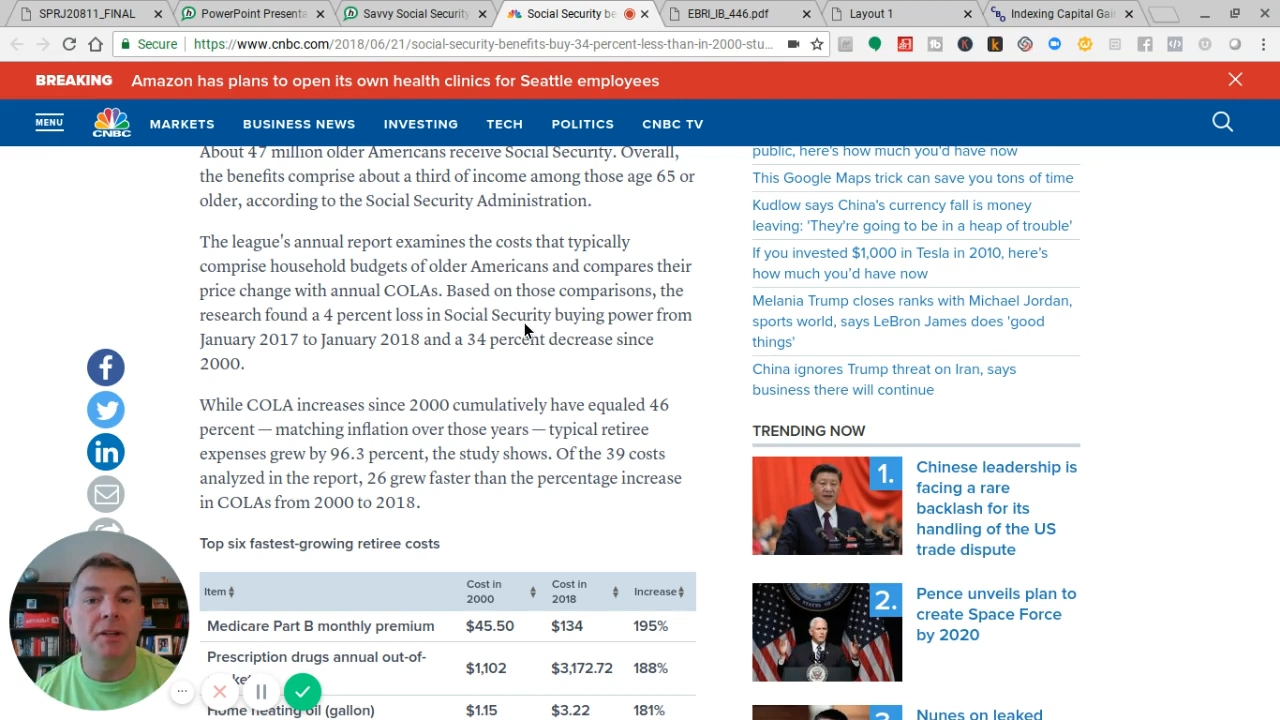 SPRJ20811_FINAL
PowerPoint Presenta
Savvy Social Security
Social Security be
EBRI_IB_446.pdf
Layout 1
Indexing Capital Gai
Secure
https://www.cnbc.com/2018/06/21/social-security-benefits-buy-34-percent-less-than-in-2000-stu...
BREAKING Amazon has plans to open its own health clinics for Seattle employees
MENU
CNBC
MARKETS
BUSINESS NEWS
INVESTING
TECH
POLITICS
CNBC TV
About 47 million older Americans receive Social Security. Overall,
the benefits comprise about a third of income among those age 65 or
older, according to the Social Security Administration.
The league's annual report examines the costs that typically
comprise household budgets of older Americans and compares their
price change with annual COLAs. Based on those comparisons, the
research found a 4 percent loss in Social Security buying power from
January 2017 to January 2018 and a 34 percent decrease since
2000.
While COLA increases since 2000 cumulatively have equaled 46
percent — matching inflation over those years — typical retiree
expenses grew by 96.3 percent, the study shows. Of the 39 costs
analyzed in the report, 26 grew faster than the percentage increase
in COLAs from 2000 to 2018.
Top six fastest-growing retiree costs
Item
Cost in
2000
Cost in
2018
Increase
Medicare Part B monthly premium $45.50 $134 195%
Prescription drugs annual out-of-
$1,102 $3,172.72 188%
Home heating oil (gallon) $1.15 $3.22 181%
public, here's how much you'd have now
This Google Maps trick can save you tons of time
Kudlow says China's currency fall is money
leaving: 'They're going to be in a heap of trouble'
If you invested $1,000 in Tesla in 2010, here's
how much you'd have now
Melania Trump closes ranks with Michael Jordan,
sports world, says LeBron James does 'good
things'
China ignores Trump threat on Iran, says
business there will continue
TRENDING NOW
1.
Chinese leadership is
facing a rare
backlash for its
handling of the US
trade dispute
2.
Pence unveils plan to
create Space Force
by 2020
Nunes on leaked